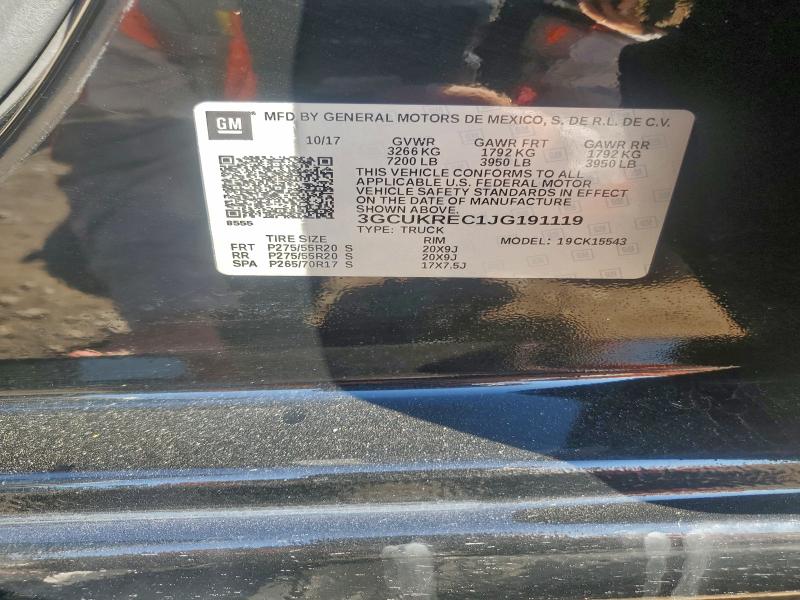 GM MFD BY GENERAL MOTORS DE MEXICO, S. DE R.L. DE C.V.
10/17 GVWR GAWR FRT GAWR RR
3266 KG 1792 KG 1792 KG
7200 LB 3950 LB 3950 LB
THIS VEHICLE CONFORMS TO ALL
APPLICABLE U.S. FEDERAL MOTOR
VEHICLE SAFETY STANDARDS IN EFFECT
ON THE DATE OF MANUFACTURE
8555 3GCUKREC1JG191119
TYPE: TRUCK
TIRE SIZE RIM MODEL: 19CK15543
FRT P275/55R20 S 20X9J
RR P275/55R20 S 20X9J
SPA P265/70R17 S 17X7.5J